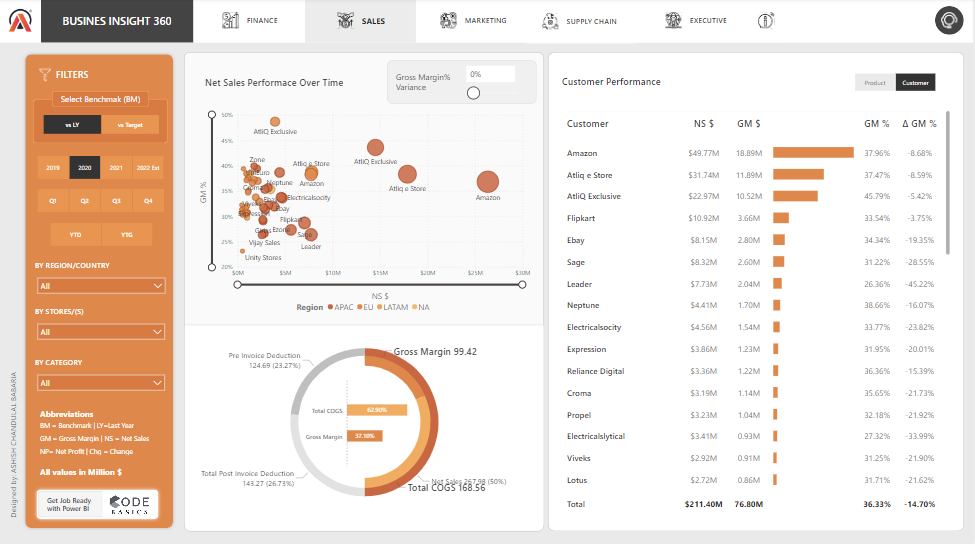 BUSINES INSIGHT 360
FINANCE
SALES
MARKETING
SUPPLY CHAIN
EXECUTIVE
FILTERS
Select Benchmak (BM)
vs LY
vs Target
2019
2020
2021
2022 Est
Q1
Q2
Q3
Q4
YTD
YTG
BY REGION/COUNTRY
All
BY STORES/(S)
All
BY CATEGORY
All
Abbreviations
BM = Benchmark | LY=Last Year
GM = Gross Margin | NS = Net Sales
NP= Net Profit | Chg = Change
All values in Million $
Get Job Ready
with Power BI
CODE
BASICS
Designed by: ASHISH CHANDULAL BABARIA
Net Sales Performace Over Time
Gross Margin%
Variance
0%
GM %
50%
45%
40%
35%
30%
25%
20%
AtliQ Exclusive
AtliQ Exclusive
Zone
Atliq e Store
Atliq e Store
Neptune
Amazon
Amazon
Electricalsocity
Ebay
Flipkart
Ezone
Sage
Leader
Vijay Sales
Unity Stores
$0M
$5M
$10M
$15M
$20M
$25M
$30M
NS $
Region APAC EU LATAM NA
Pre Invoice Deduction
124.69 (23.27%)
Gross Margin 99.42
Total COGS
62.90%
Gross Margin
37.10%
Total Post Invoice Deduction
143.27 (26.73%)
Net Sales 267.98 (50%)
Total COGS 168.56
Customer Performance
Product
Customer
Customer NS $ GM $ GM % Δ GM %
Amazon $49.77M 18.89M 37.96% -8.68%
Atliq e Store $31.74M 11.89M 37.47% -8.59%
AtliQ Exclusive $22.97M 10.52M 45.79% -5.42%
Flipkart $10.92M 3.66M 33.54% -3.75%
Ebay $8.15M 2.80M 34.34% -19.35%
Sage $8.32M 2.60M 31.22% -28.55%
Leader $7.73M 2.04M 26.36% -45.22%
Neptune $4.41M 1.70M 38.66% -16.07%
Electricalsocity $4.56M 1.54M 33.77% -23.82%
Expression $3.86M 1.23M 31.95% -20.01%
Reliance Digital $3.36M 1.22M 36.36% -15.39%
Croma $3.19M 1.14M 35.65% -21.73%
Propel $3.23M 1.04M 32.18% -21.92%
Electricalslytical $3.41M 0.93M 27.32% -33.99%
Viveks $2.92M 0.91M 31.25% -21.90%
Lotus $2.72M 0.86M 31.71% -21.62%
Total $211.40M 76.80M 36.33% -14.70%